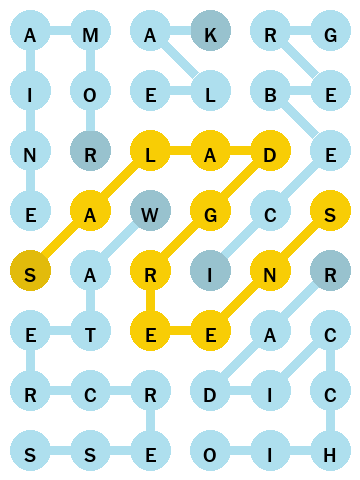 A M A K R G
I O E L B E
N R L A D E
E A W G C S
S A R I N R
E T E E A C
R C R D I C
S S E O I H